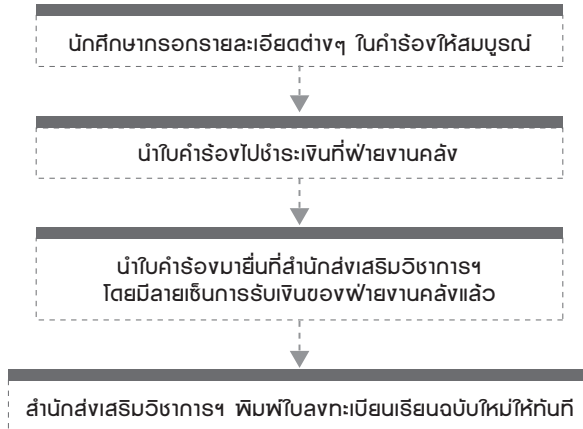 นักศึกษากรอกรายละเอียดต่างๆ ในคำร้องให้สมบูรณ์
นำใบคำร้องไปชำระเงินที่ฝ่ายงานคลัง
นำใบคำร้องมายื่นที่สำนักส่งเสริมวิชาการฯ
โดยมีลายเซ็นการรับเงินของฝ่ายงานคลังแล้ว
สำนักส่งเสริมวิชาการฯ พิมพ์ใบลงทะเบียนเรียนฉบับใหม่ให้ทันที